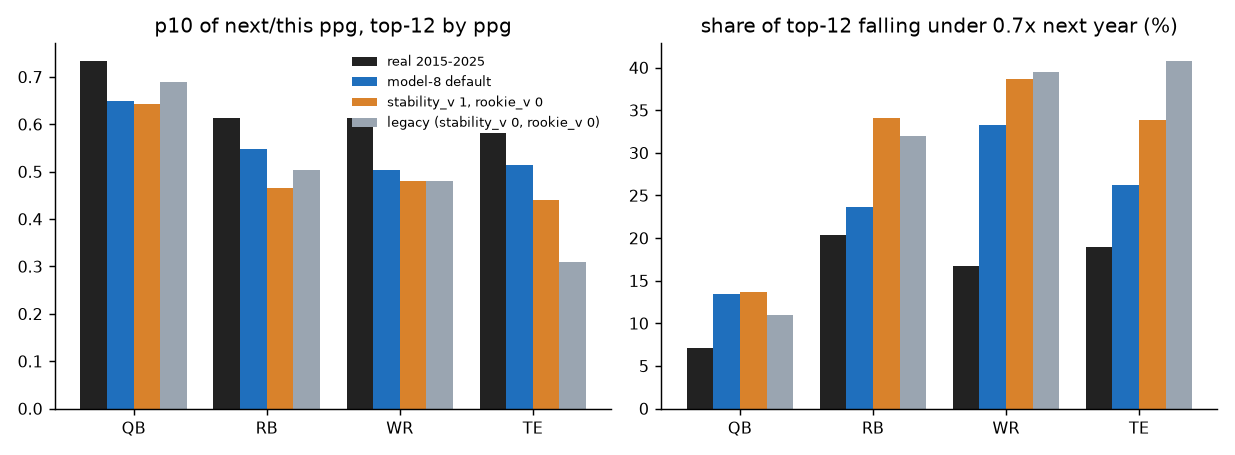 p10 of next/this ppg, top-12 by ppg
0.7
0.6
0.5
0.4
0.3
0.2
0.1
0.0
real 2015-2025
model-8 default
stability_v 1, rookie_v 0
legacy (stability_v 0, rookie_v 0)
QB RB WR TE
share of top-12 falling under 0.7x next year (%)
40
35
30
25
20
15
10
5
0
QB RB WR TE